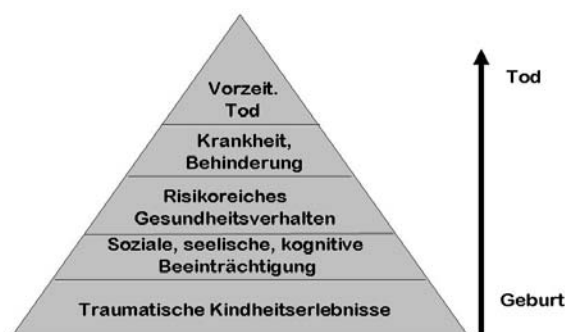 Vorzeit.
Tod
Krankheit,
Behinderung
Risikoreiches
Gesundheitsverhalten
Soziale, seelische, kognitive
Beeinträchtigung
Traumatische Kindheitserlebnisse
Tod
Geburt